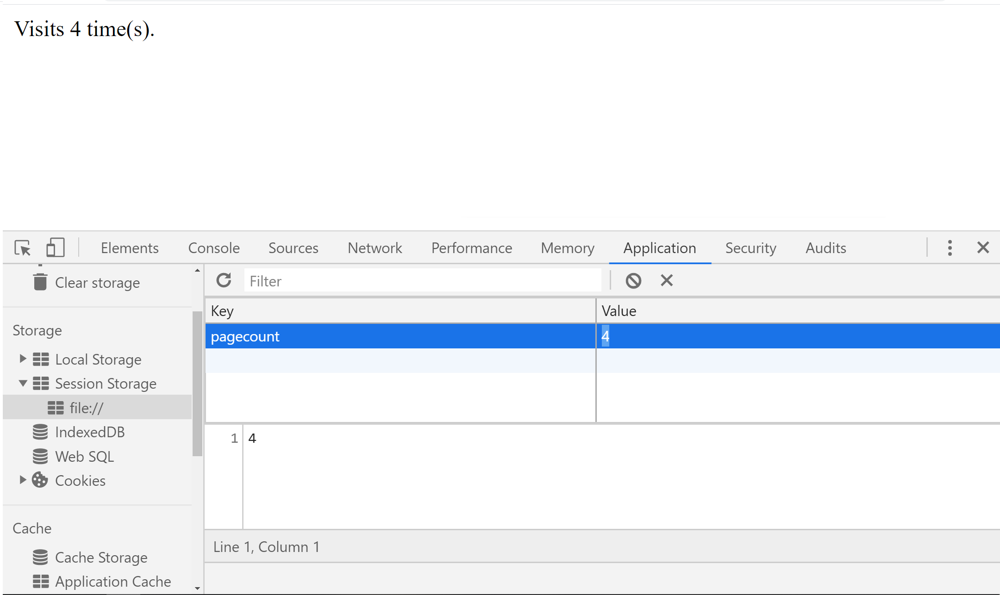 Visits 4 time(s).
Elements Console Sources Network Performance Memory Application Security Audits
Clear storage
Filter
Key Value
pagecount 4
Storage
Local Storage
Session Storage
file://
IndexedDB
Web SQL
Cookies
1 4
Cache
Cache Storage
Application Cache
Line 1, Column 1